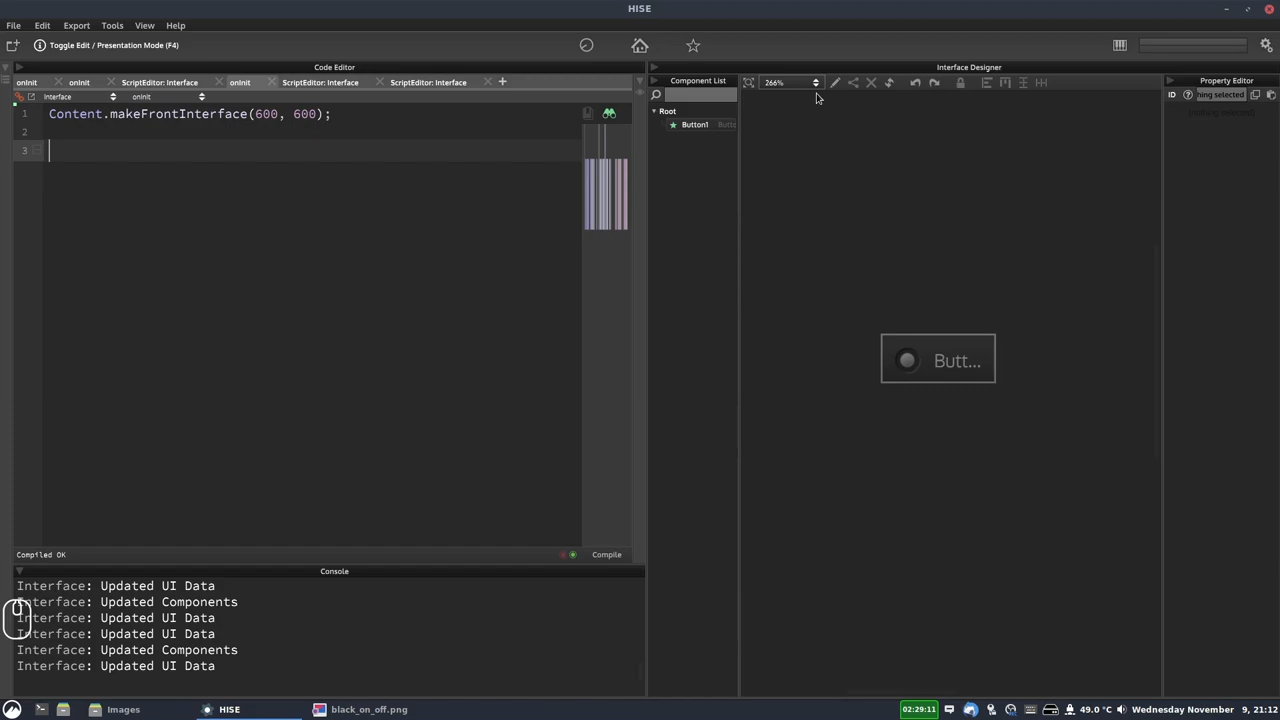 HISE
File Edit Export Tools View Help
Toggle Edit / Presentation Mode (F4)
Code Editor
Interface Designer
onInit onInit ScriptEditor: Interface onInit ScriptEditor: Interface ScriptEditor: Interface
Component List
266%
Property Editor
Interface onInit
ID hing selected
1 Content.makeFrontInterface(600, 600);
2
3
Root
Button1
nothing selected
Butt...
Compiled OK
Compile
Console
Interface: Updated UI Data
Interface: Updated Components
Interface: Updated UI Data
Interface: Updated UI Data
Interface: Updated Components
Interface: Updated UI Data
Images HISE black_on_off.png
02:29:11
49.0 °C
Wednesday November 9, 21:12